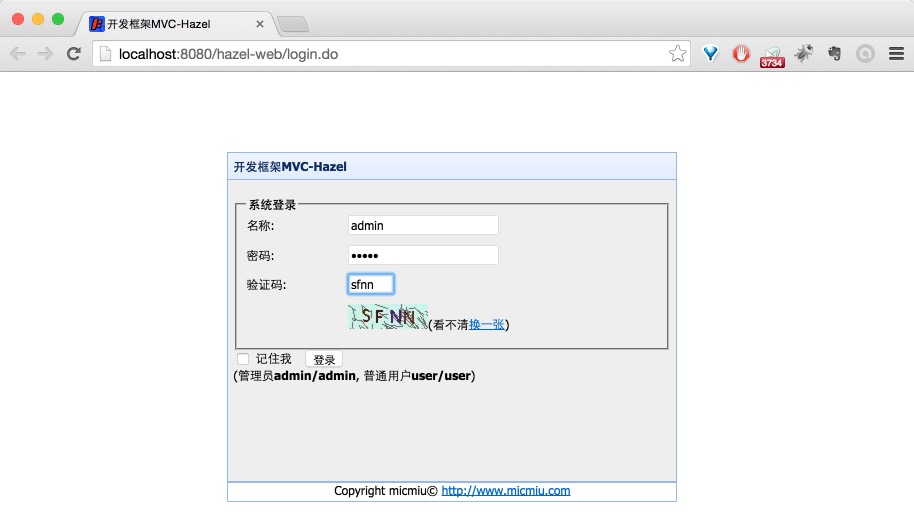 开发框架MVC-Hazel
localhost:8080/hazel-web/login.do
3734
开发框架MVC-Hazel
系统登录
名称: admin
密码: •••••
验证码: sfnn
SFNN (看不清换一张)
记住我 登录
(管理员admin/admin, 普通用户user/user)
Copyright micmiu© http://www.micmiu.com